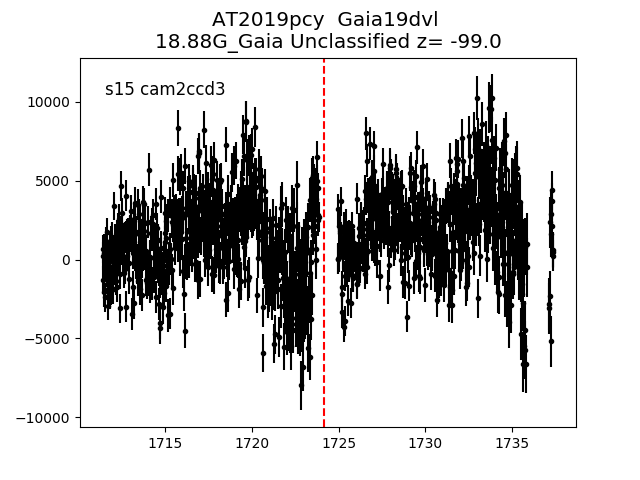 AT2019pcy  Gaia19dvl
18.88G_Gaia Unclassified z= -99.0
s15 cam2ccd3
10000
5000
0
−5000
−10000
1715 1720 1725 1730 1735